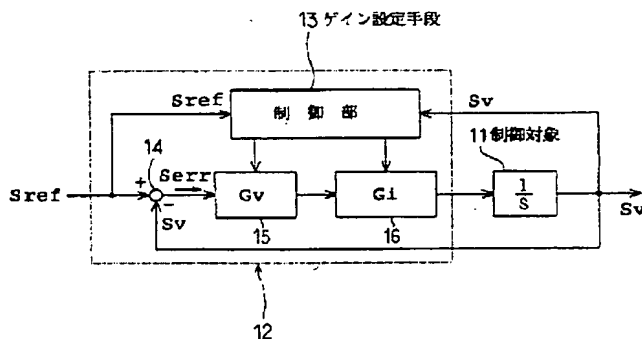 13 ゲイン設定手段
Sref
制御部
Sv
11 制御対象
14
Serr
Sref
+
-
Gv
Gi
1/S
Sv
Sv
15
16
12